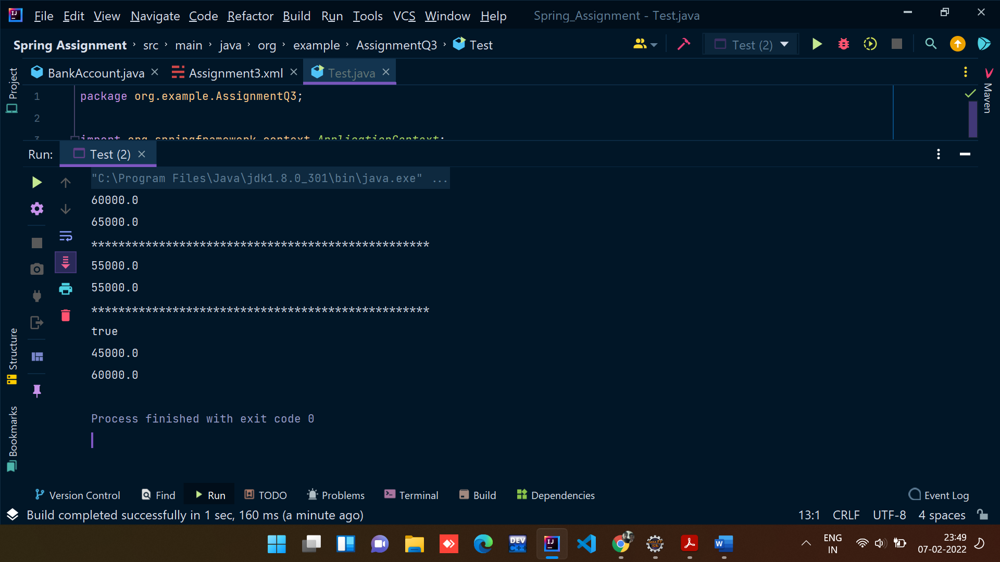 File Edit View Navigate Code Refactor Build Run Tools VCS Window Help Spring_Assignment - Test.java
Spring Assignment › src › main › java › org › example › AssignmentQ3 › Test
Test (2)
BankAccount.java
Assignment3.xml
Test.java
Project
Maven
1 package org.example.AssignmentQ3;
2
3 import org.springframework.context.ApplicationContext;
Run: Test (2)
"C:\Program Files\Java\jdk1.8.0_301\bin\java.exe" ...
60000.0
65000.0
**************************************************
55000.0
55000.0
**************************************************
true
45000.0
60000.0
Process finished with exit code 0
Structure
Bookmarks
Version Control Find Run TODO Problems Terminal Build Dependencies Event Log
Build completed successfully in 1 sec, 160 ms (a minute ago) 13:1 CRLF UTF-8 4 spaces
DEV
C++
IJ
Java EE
IDE
W
ENG
IN
23:49
07-02-2022